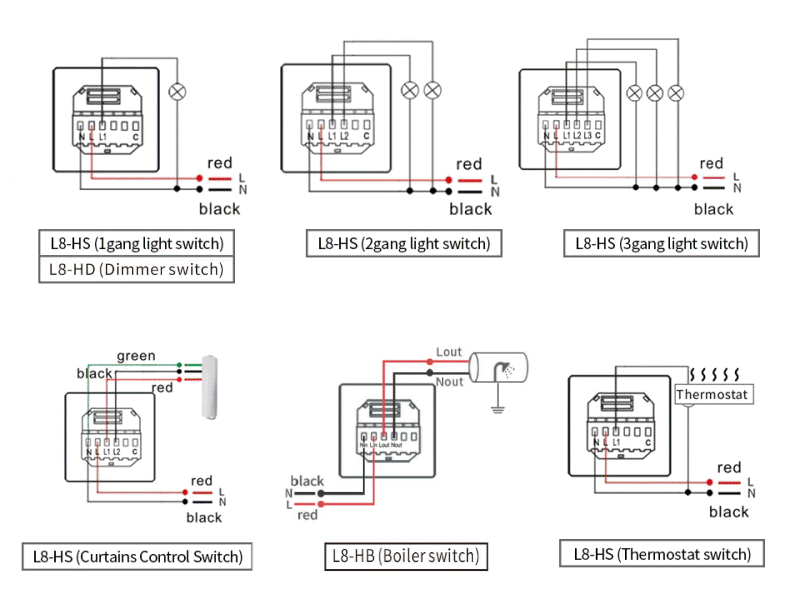 N L L1 C
red
L
N
black
L8-HS (1gang light switch)
L8-HD (Dimmer switch)
N L L1 L2 C
red
L
N
black
L8-HS (2gang light switch)
N L L1 L2 L3 C
red
L
N
black
L8-HS (3gang light switch)
green
black
red
N L L1 L2 C
red
L
N
black
L8-HS (Curtains Control Switch)
Lout
Nout
Nin Lin Lout Nout
black
N
L
red
L8-HB (Boiler switch)
Thermostat
N L L1 C
red
L
N
black
L8-HS (Thermostat switch)